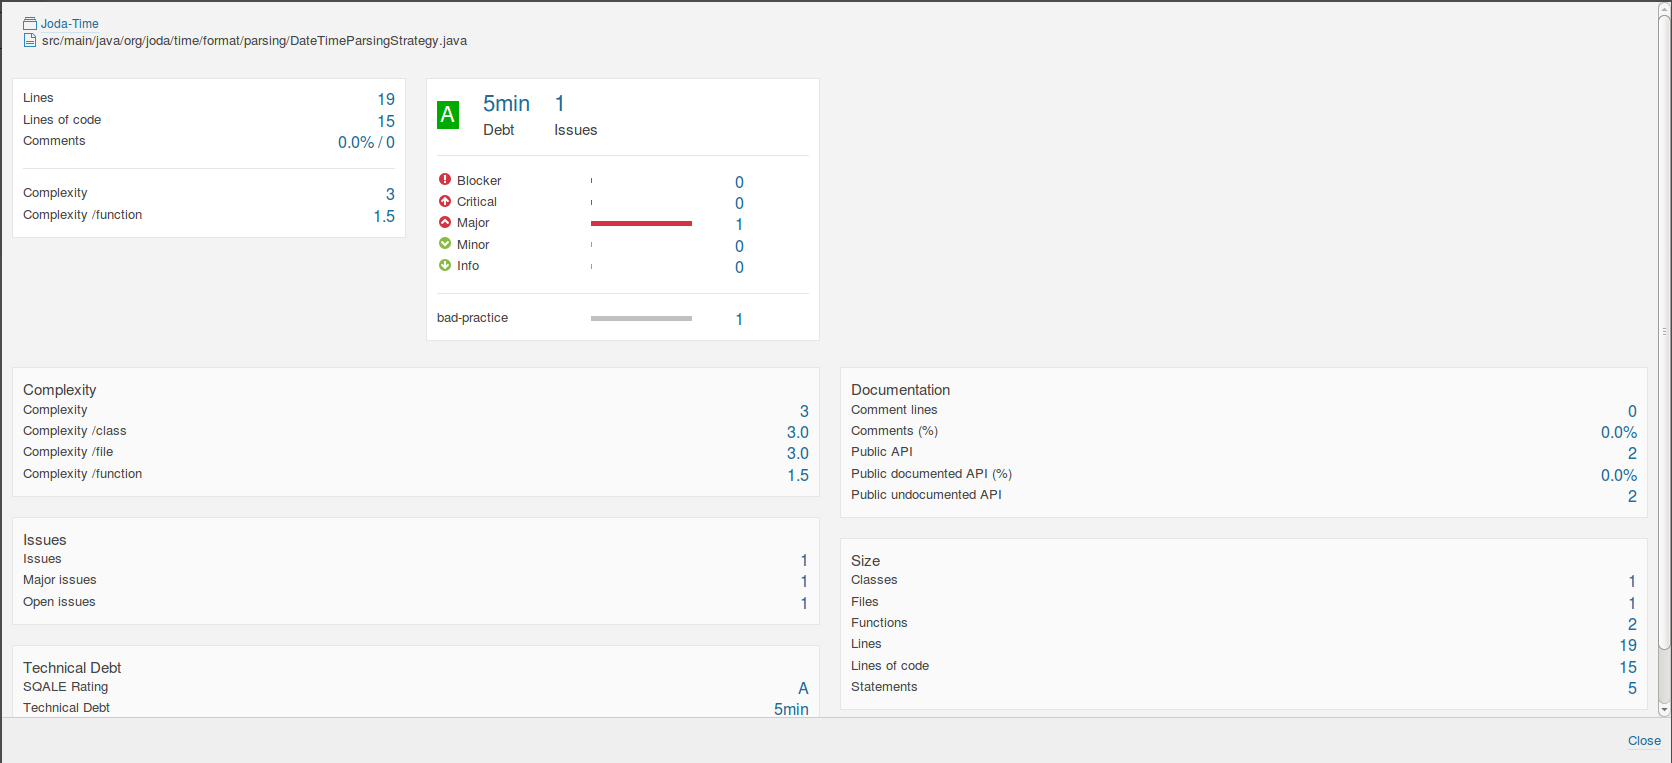 Joda-Time
src/main/java/org/joda/time/format/parsing/DateTimeParsingStrategy.java
Lines 19
Lines of code 15
Comments 0.0% / 0
Complexity 3
Complexity /function 1.5
A 5min 1
Debt Issues
Blocker 0
Critical 0
Major 1
Minor 0
Info 0
bad-practice 1
Complexity
Complexity 3
Complexity /class 3.0
Complexity /file 3.0
Complexity /function 1.5
Issues
Issues 1
Major issues 1
Open issues 1
Technical Debt
SQALE Rating A
Technical Debt 5min
Documentation
Comment lines 0
Comments (%) 0.0%
Public API 2
Public documented API (%) 0.0%
Public undocumented API 2
Size
Classes 1
Files 1
Functions 2
Lines 19
Lines of code 15
Statements 5
Close